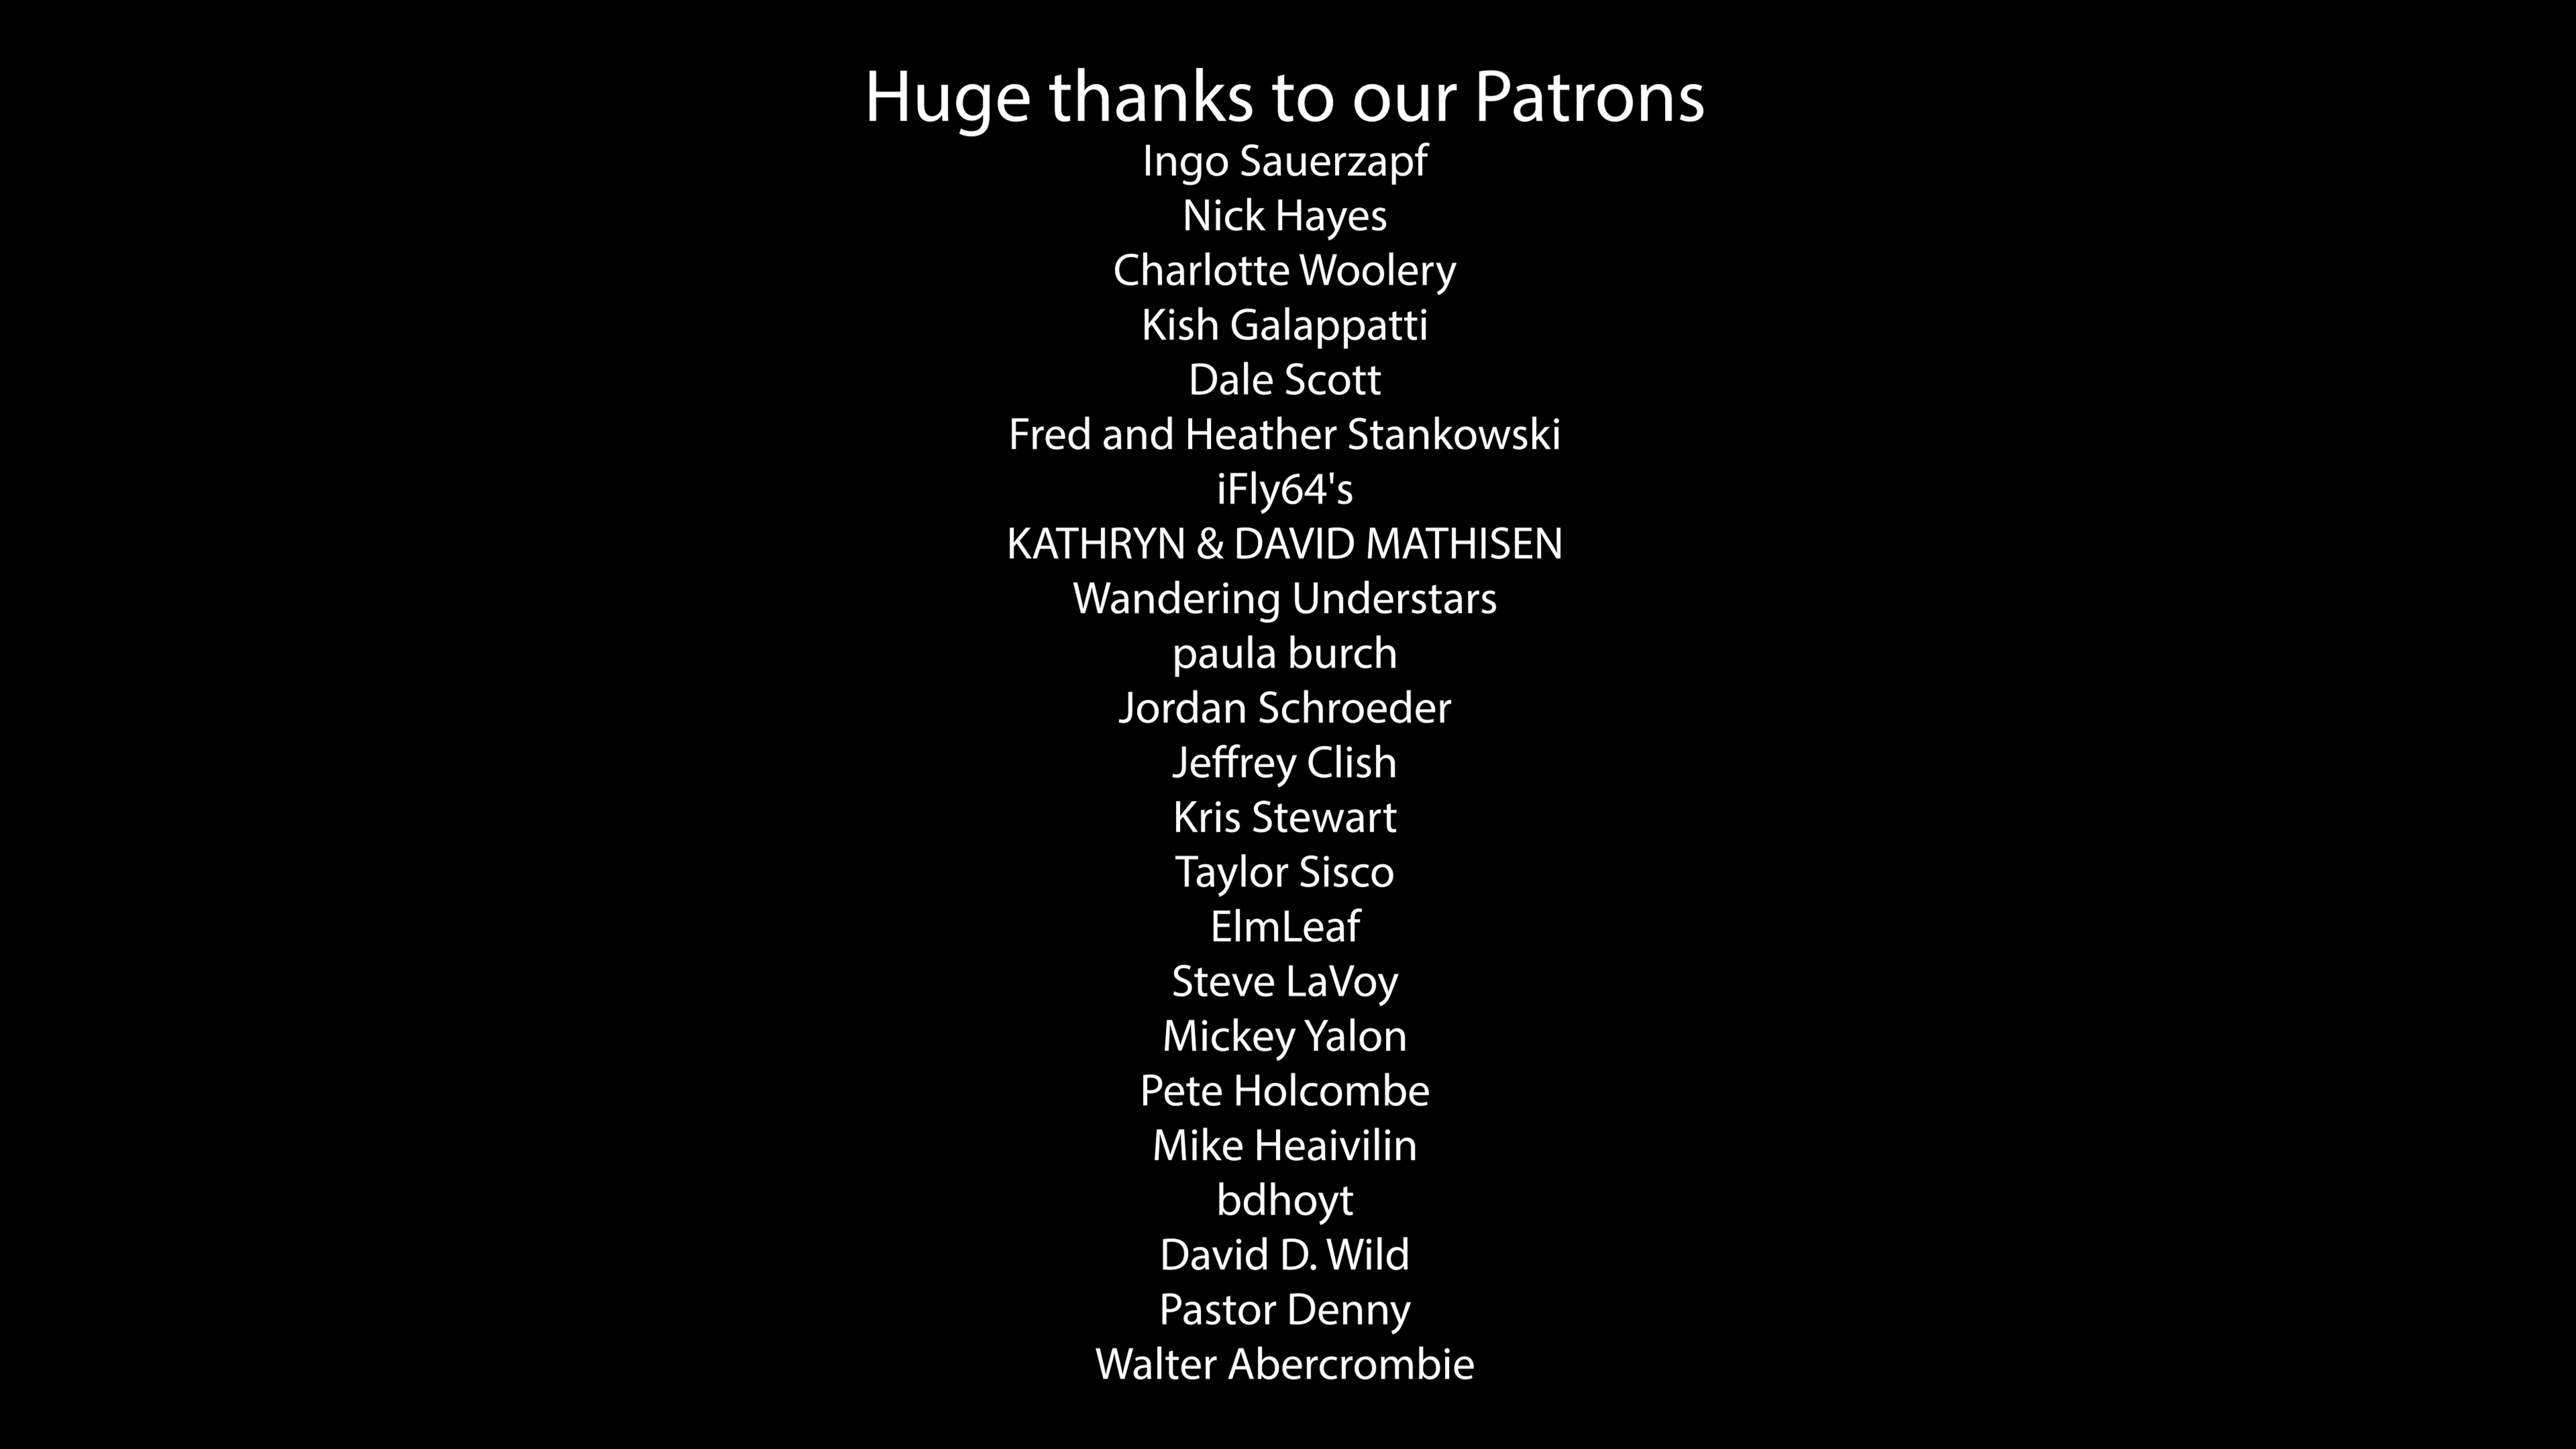 Huge thanks to our Patrons
Ingo Sauerzapf
Nick Hayes
Charlotte Woolery
Kish Galappatti
Dale Scott
Fred and Heather Stankowski
iFly64's
KATHRYN & DAVID MATHISEN
Wandering Understars
paula burch
Jordan Schroeder
Jeffrey Clish
Kris Stewart
Taylor Sisco
ElmLeaf
Steve LaVoy
Mickey Yalon
Pete Holcombe
Mike Heaivilin
bdhoyt
David D. Wild
Pastor Denny
Walter Abercrombie